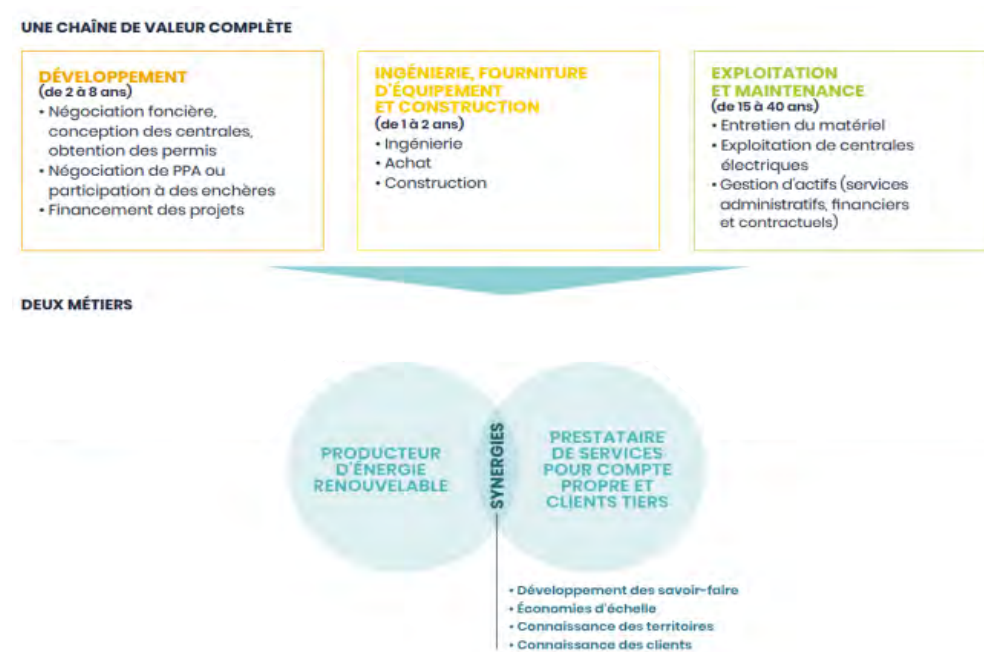 UNE CHAÎNE DE VALEUR COMPLÈTE
DÉVELOPPEMENT
(de 2 à 8 ans)
• Négociation foncière,
conception des centrales,
obtention des permis
• Négociation de PPA ou
participation à des enchères
• Financement des projets
INGÉNIERIE, FOURNITURE
D'ÉQUIPEMENT
ET CONSTRUCTION
(de 1 à 2 ans)
• Ingénierie
• Achat
• Construction
EXPLOITATION
ET MAINTENANCE
(de 15 à 40 ans)
• Entretien du matériel
• Exploitation de centrales
électriques
• Gestion d'actifs (services
administratifs, financiers
et contractuels)
DEUX MÉTIERS
PRODUCTEUR
D'ÉNERGIE
RENOUVELABLE
SYNERGIES
PRESTATAIRE
DE SERVICES
POUR COMPTE
PROPRE ET
CLIENTS TIERS
• Développement des savoir-faire
• Économies d'échelle
• Connaissance des territoires
• Connaissance des clients